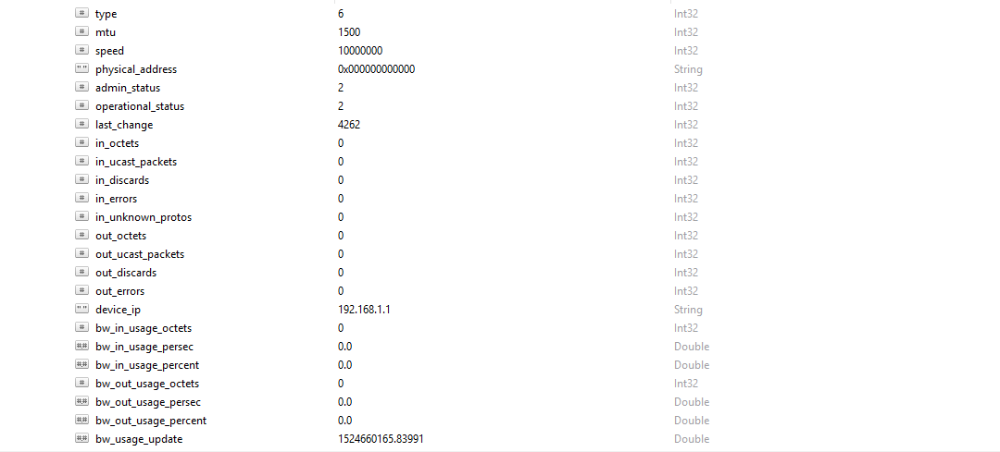 # type 6 Int32
# mtu 1500 Int32
# speed 10000000 Int32
"" physical_address 0x000000000000 String
# admin_status 2 Int32
# operational_status 2 Int32
# last_change 4262 Int32
# in_octets 0 Int32
# in_ucast_packets 0 Int32
# in_discards 0 Int32
# in_errors 0 Int32
# in_unknown_protos 0 Int32
# out_octets 0 Int32
# out_ucast_packets 0 Int32
# out_discards 0 Int32
# out_errors 0 Int32
"" device_ip 192.168.1.1 String
# bw_in_usage_octets 0 Int32
#.# bw_in_usage_persec 0.0 Double
#.# bw_in_usage_percent 0.0 Double
# bw_out_usage_octets 0 Int32
#.# bw_out_usage_persec 0.0 Double
#.# bw_out_usage_percent 0.0 Double
#.# bw_usage_update 1524660165.83991 Double